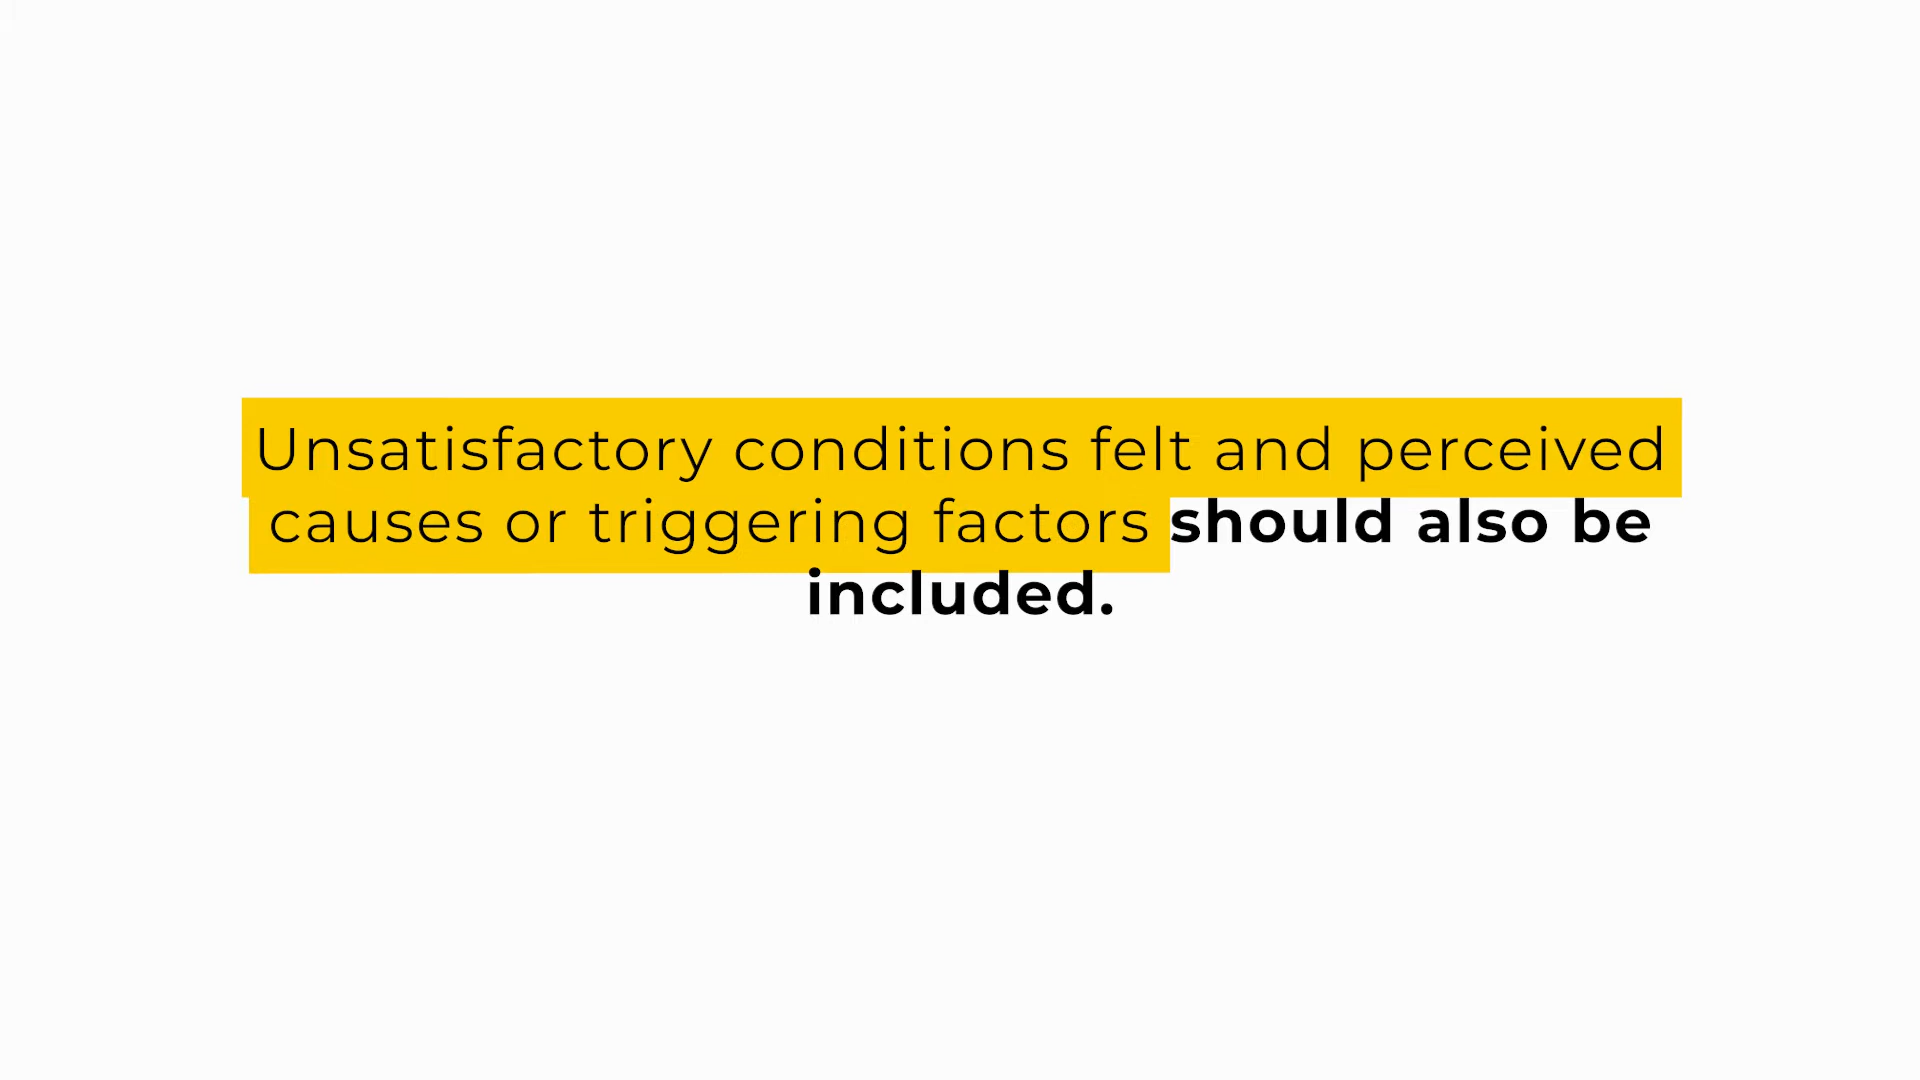 Unsatisfactory conditions felt and perceived
causes or triggering factors should also be
included.